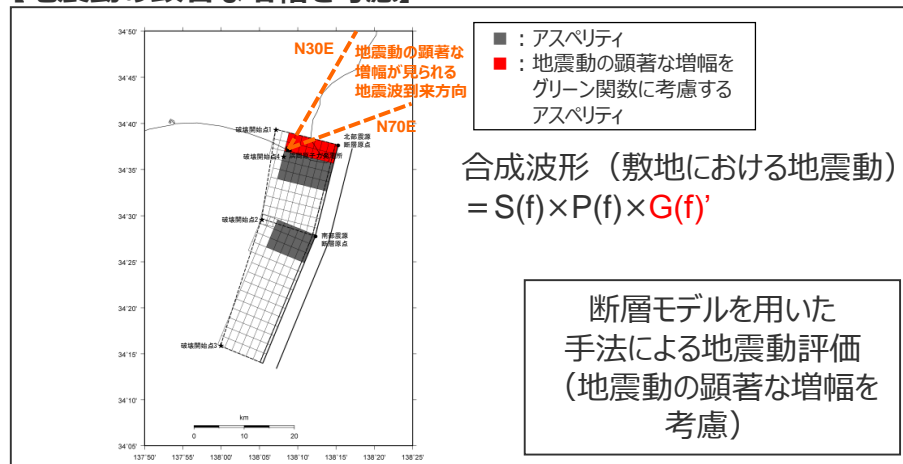 34˚50'
34˚45'
34˚40'
34˚35'
34˚30'
34˚25'
34˚20'
34˚15'
34˚10'
34˚05'
N30E
地震動の顕著な
増幅が見られる
地震波到来方向
N70E
破壊開始点1
北部震源
断層原点
破壊開始点4
破壊開始点2
南部震源
断層原点
破壊開始点3
km
0 10 20
137˚50' 137˚55' 138˚00' 138˚05' 138˚10' 138˚15' 138˚20' 138˚25'
■：アスペリティ
■：地震動の顕著な増幅を
グリーン関数に考慮する
アスペリティ
合成波形（敷地における地震動）
＝S(f)×P(f)×G(f)’
断層モデルを用いた
手法による地震動評価
（地震動の顕著な増幅を
考慮）